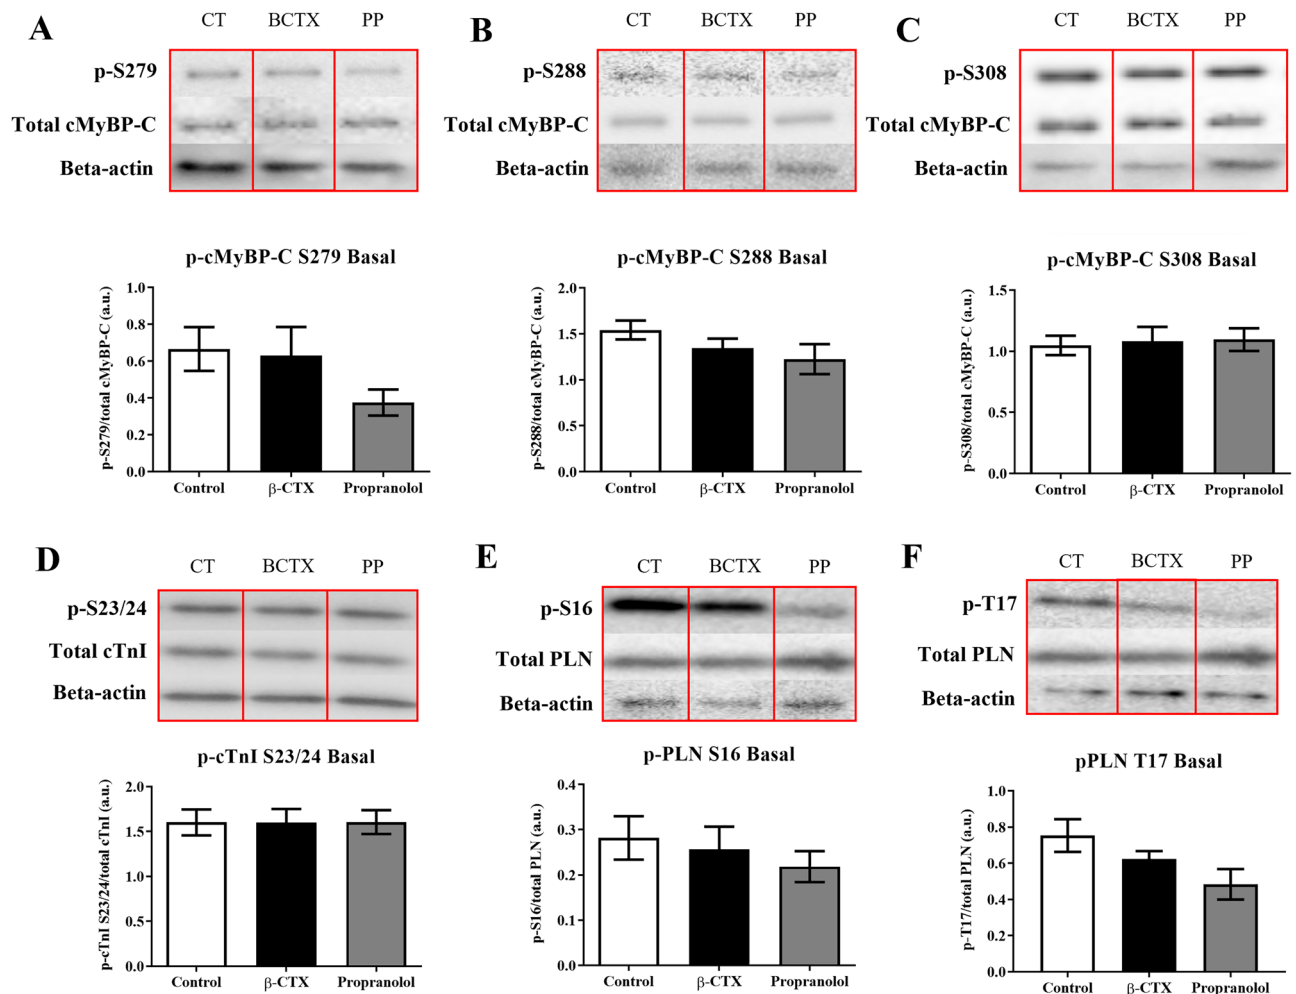 A
CT BCTX PP
p-S279
Total cMyBP-C
Beta-actin
p-cMyBP-C S279 Basal
p-S279/total cMyBP-C (a.u.)
1.0
0.8
0.6
0.4
0.2
0.0
Control β-CTX Propranolol
B
CT BCTX PP
p-S288
Total cMyBP-C
Beta-actin
p-cMyBP-C S288 Basal
p-S288/total cMyBP-C (a.u.)
2.0
1.5
1.0
0.5
0.0
Control β-CTX Propranolol
C
CT BCTX PP
p-S308
Total cMyBP-C
Beta-actin
p-cMyBP-C S308 Basal
p-S308/total cMyBP-C (a.u.)
1.5
1.0
0.5
0.0
Control β-CTX Propranolol
D
CT BCTX PP
p-S23/24
Total cTnI
Beta-actin
p-cTnI S23/24 Basal
p-cTnI S23/24/total cTnI (a.u.)
2.0
1.5
1.0
0.5
0.0
Control β-CTX Propranolol
E
CT BCTX PP
p-S16
Total PLN
Beta-actin
p-PLN S16 Basal
p-S16/total PLN (a.u.)
0.4
0.3
0.2
0.1
0.0
Control β-CTX Propranolol
F
CT BCTX PP
p-T17
Total PLN
Beta-actin
pPLN T17 Basal
p-T17/total PLN (a.u.)
1.0
0.8
0.6
0.4
0.2
0.0
Control β-CTX Propranolol